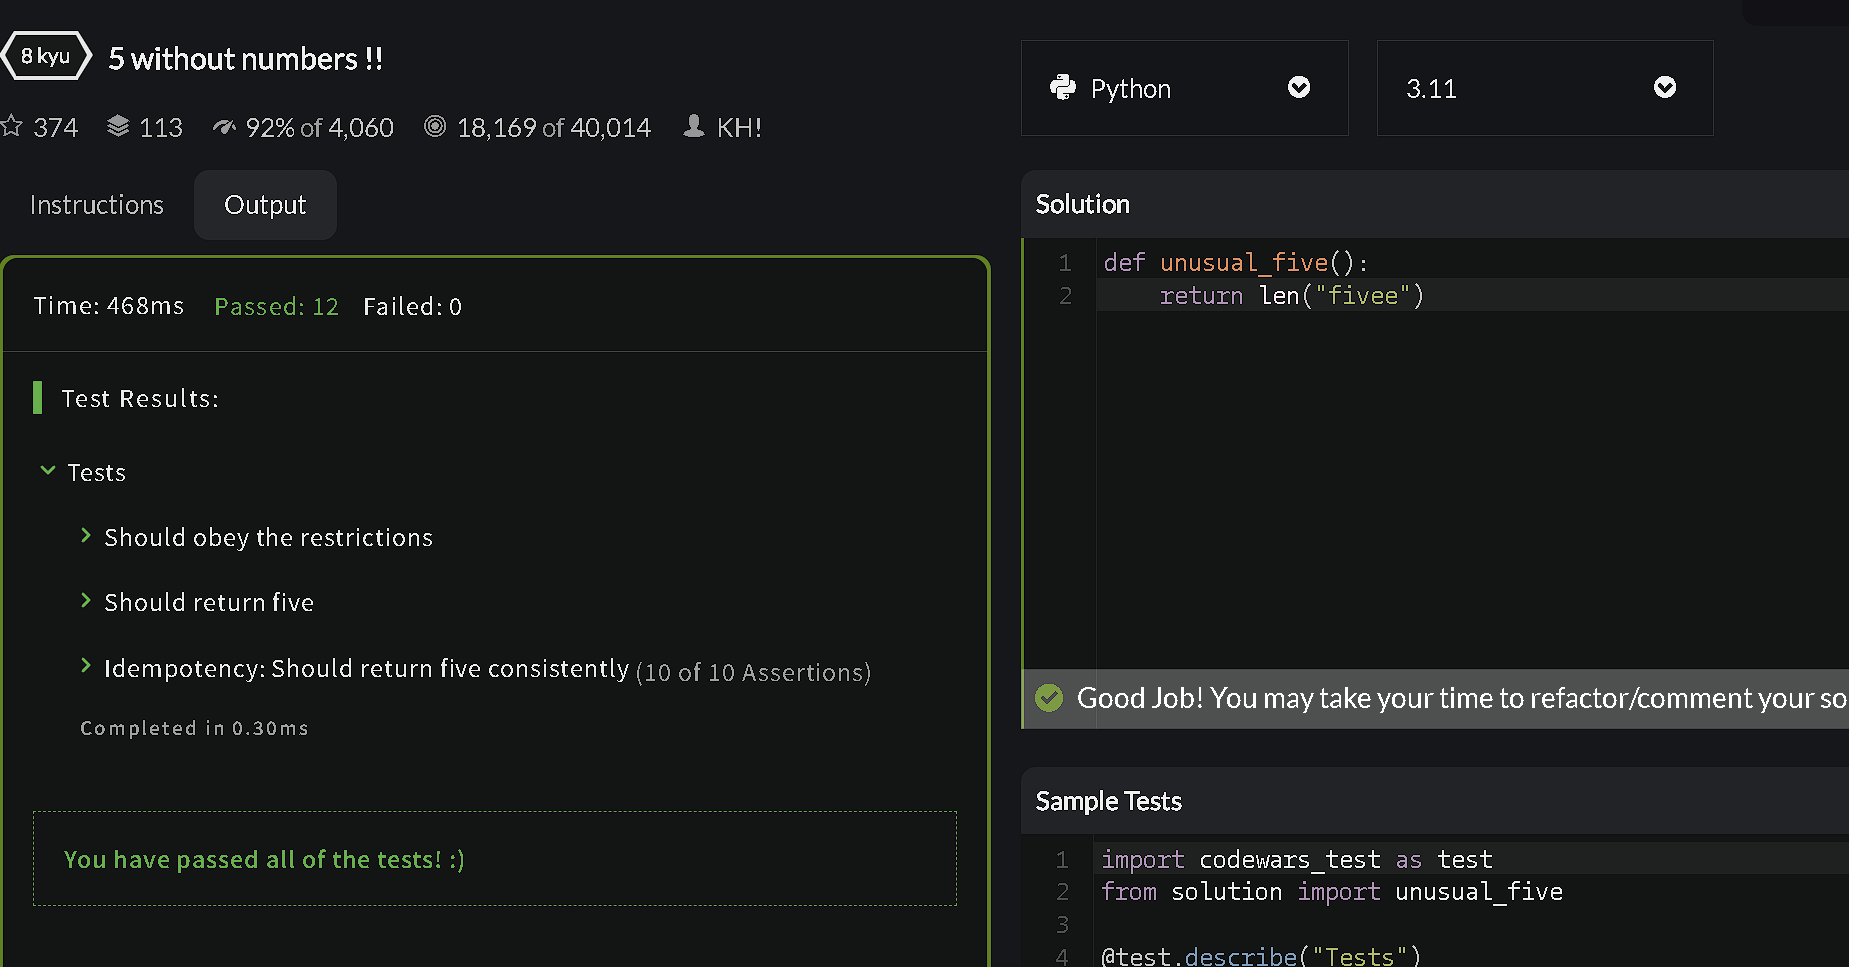 8 kyu 5 without numbers !!
374 113 92% of 4,060 18,169 of 40,014 KH!
Instructions Output
Time: 468ms Passed: 12 Failed: 0
Test Results:
Tests
Should obey the restrictions
Should return five
Idempotency: Should return five consistently (10 of 10 Assertions)
Completed in 0.30ms
You have passed all of the tests! :)
Python 3.11
Solution
1 def unusual_five():
2 return len("fivee")
Good Job! You may take your time to refactor/comment your so
Sample Tests
1 import codewars_test as test
2 from solution import unusual_five
3
4 @test.describe("Tests")